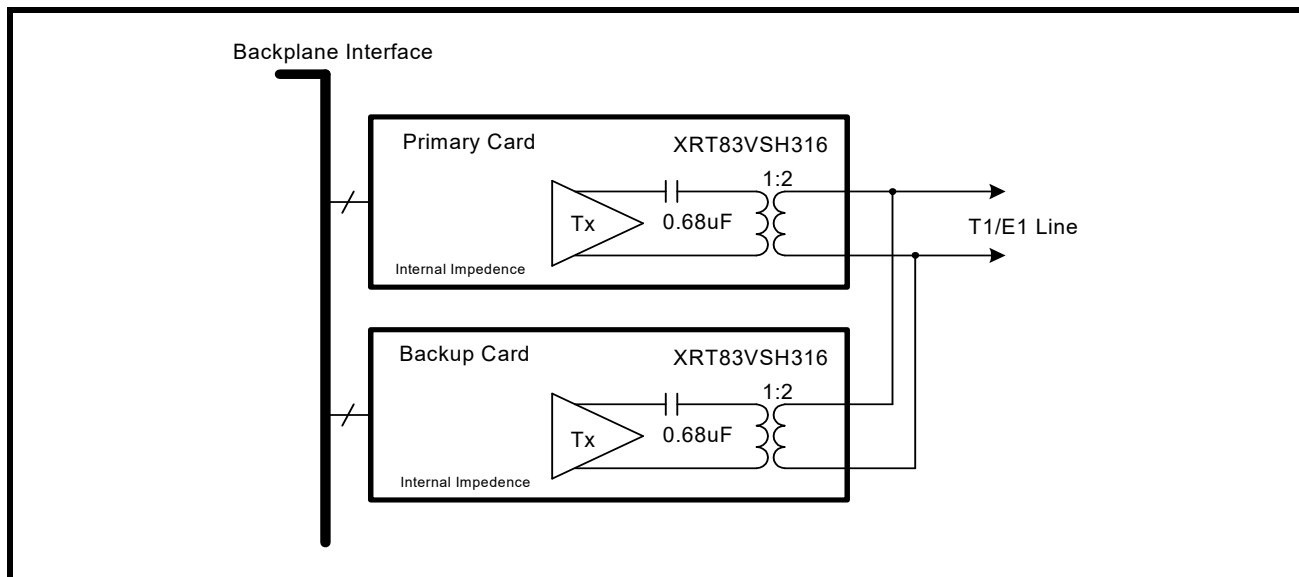 Backplane Interface
Primary Card
XRT83VSH316
1:2
Tx
0.68uF
Internal Impedence
T1/E1 Line
Backup Card
XRT83VSH316
1:2
Tx
0.68uF
Internal Impedence